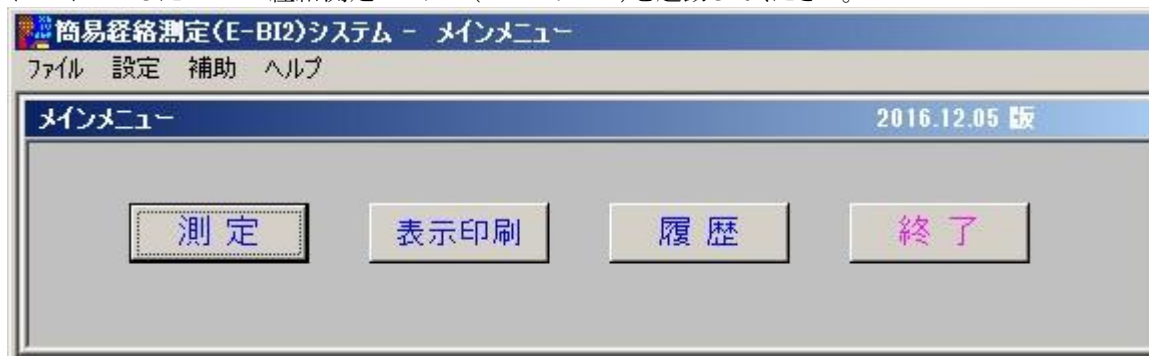 簡易経絡測定(E-BI2)システム - メインメニュー
ファイル 設定 補助 ヘルプ
メインメニュー 2016.12.05 版
測 定 表示印刷 履 歴 終 了